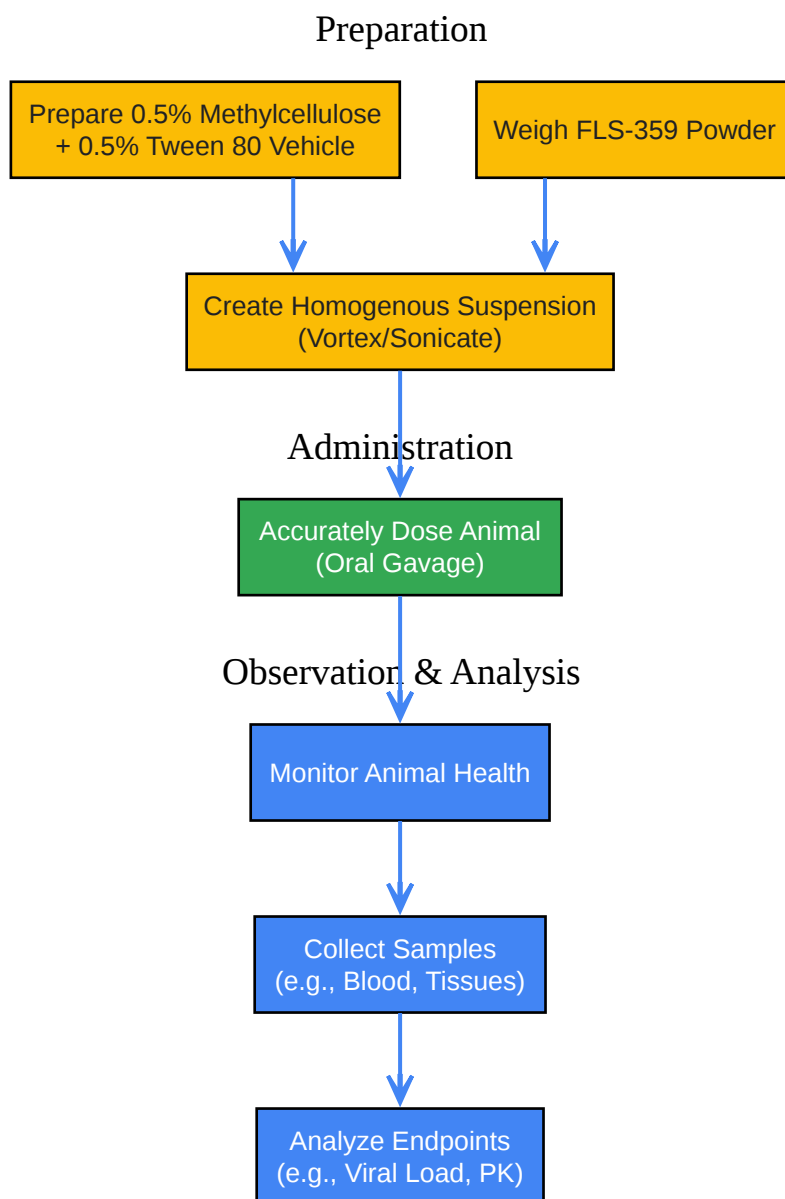 Preparation
Prepare 0.5% Methylcellulose
+ 0.5% Tween 80 Vehicle
Weigh FLS-359 Powder
Create Homogenous Suspension
(Vortex/Sonicate)
Administration
Accurately Dose Animal
(Oral Gavage)
Observation & Analysis
Monitor Animal Health
Collect Samples
(e.g., Blood, Tissues)
Analyze Endpoints
(e.g., Viral Load, PK)